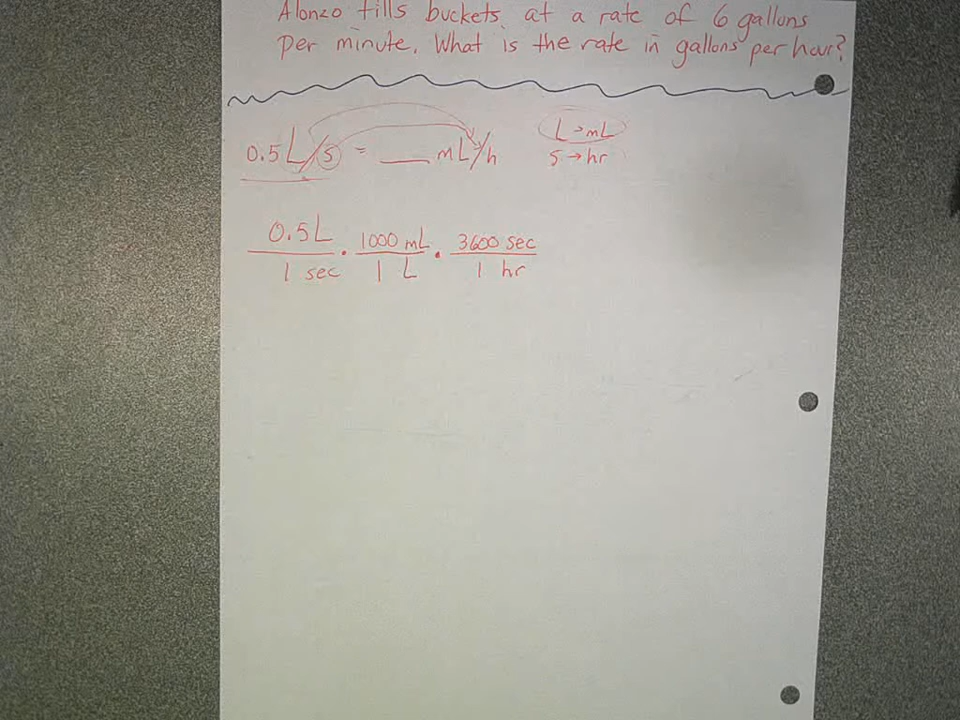 Alonzo fills buckets at a rate of 6 gallons
per minute. What is the rate in gallons per hour?
0.5 L/s = ___ mL/h
L→mL
s→hr
0.5L / 1 sec · 1000 mL / 1 L · 3600 sec / 1 hr